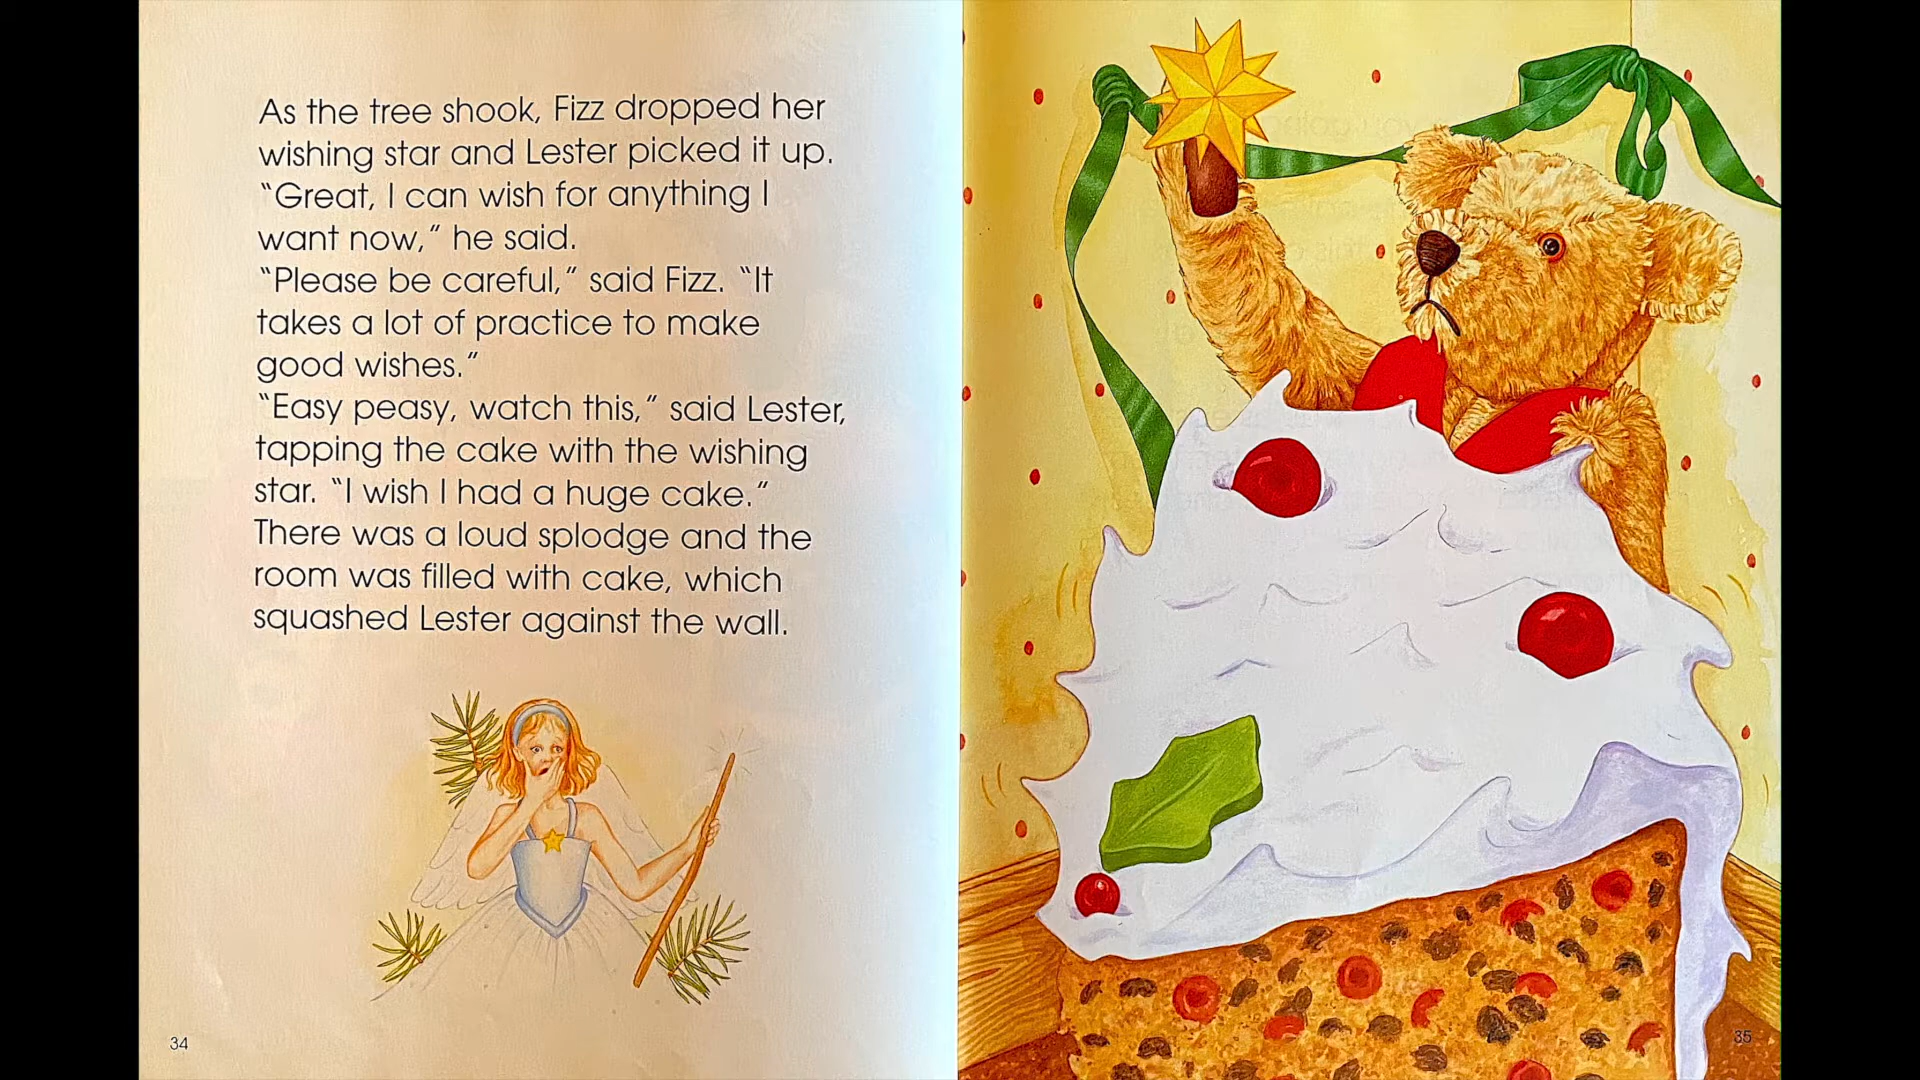 As the tree shook, Fizz dropped her
wishing star and Lester picked it up.
“Great, I can wish for anything I
want now,” he said.
“Please be careful,” said Fizz. “It
takes a lot of practice to make
good wishes.”
“Easy peasy, watch this,” said Lester,
tapping the cake with the wishing
star. “I wish I had a huge cake.”
There was a loud splodge and the
room was filled with cake, which
squashed Lester against the wall.
34
35